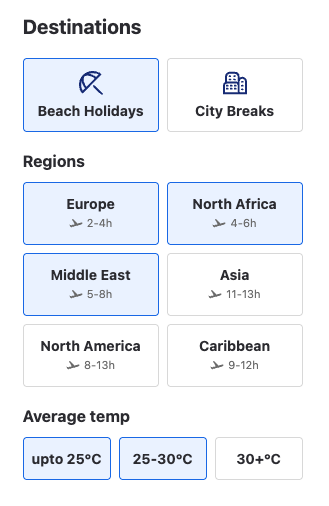 Destinations
Beach Holidays City Breaks
Regions
Europe North Africa
2-4h 4-6h
Middle East Asia
5-8h 11-13h
North America Caribbean
8-13h 9-12h
Average temp
upto 25°C 25-30°C 30+°C